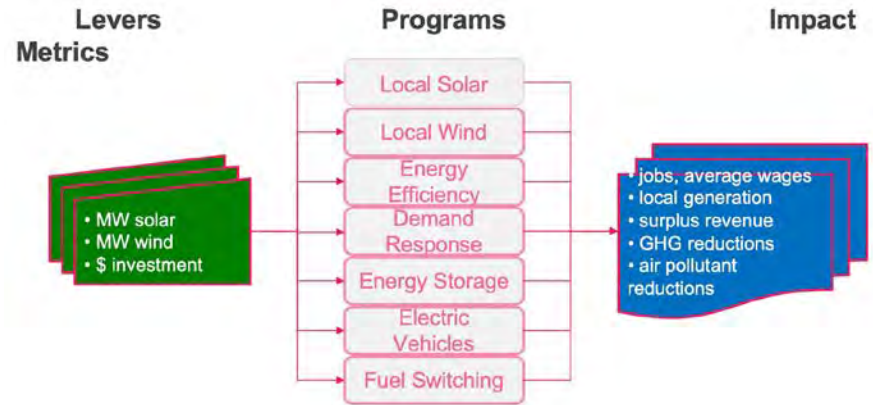 Levers Programs Impact
Metrics
• MW solar
• MW wind
• $ investment
Local Solar
Local Wind
Energy
Efficiency
Demand
Response
Energy Storage
Electric
Vehicles
Fuel Switching
• jobs, average wages
• local generation
• surplus revenue
• GHG reductions
• air pollutant
reductions